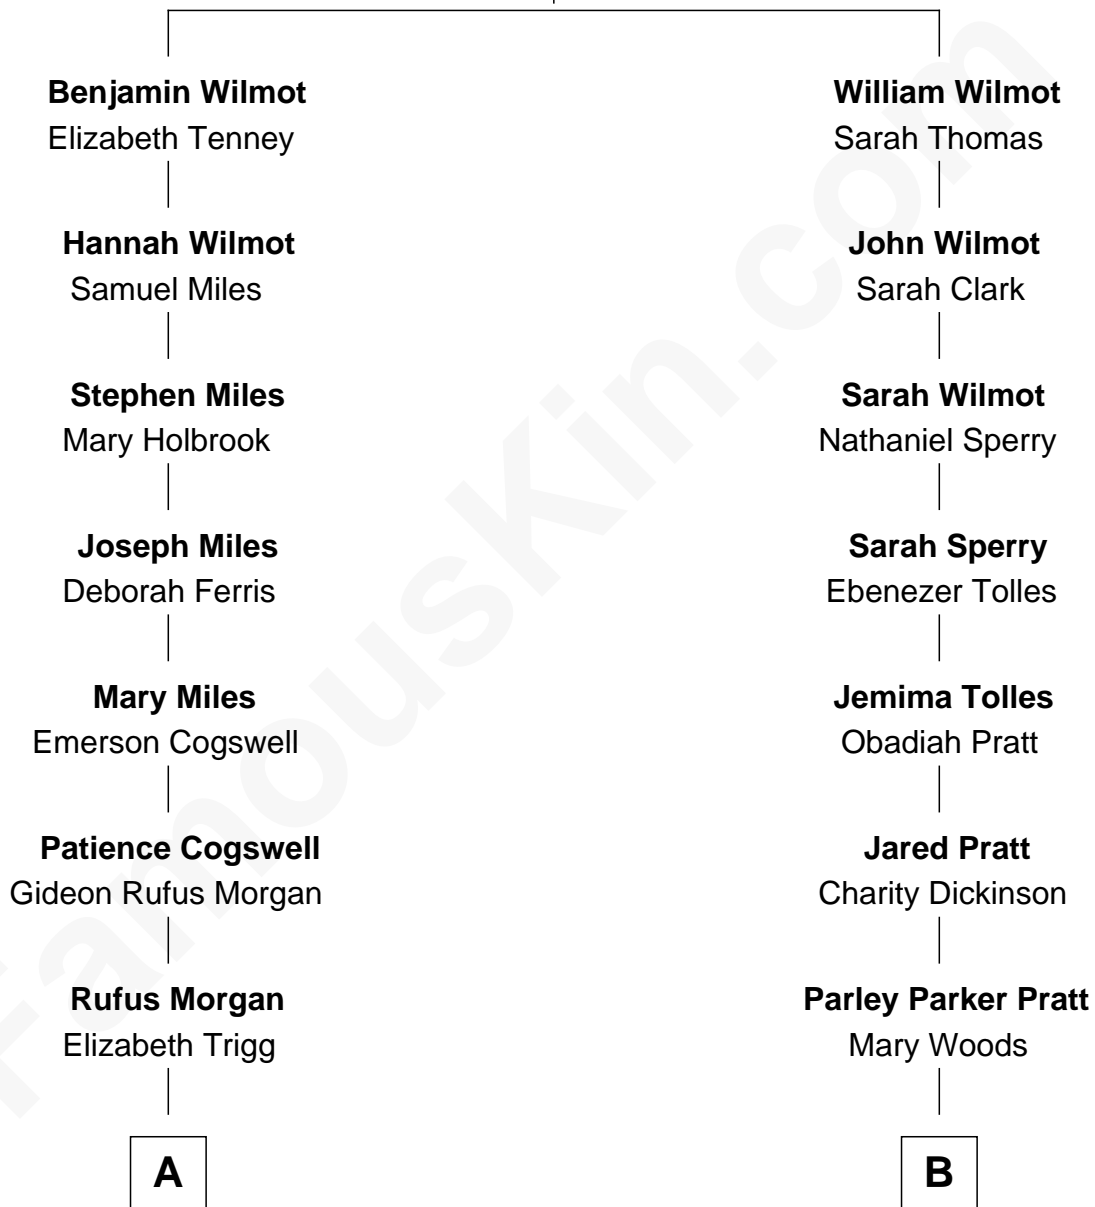 Benjamin Wilmot
Elizabeth Tenney
William Wilmot
Sarah Thomas
Hannah Wilmot
Samuel Miles
John Wilmot
Sarah Clark
Stephen Miles
Mary Holbrook
Sarah Wilmot
Nathaniel Sperry
Joseph Miles
Deborah Ferris
Sarah Sperry
Ebenezer Tolles
Mary Miles
Emerson Cogswell
Jemima Tolles
Obadiah Pratt
Patience Cogswell
Gideon Rufus Morgan
Jared Pratt
Charity Dickinson
Rufus Morgan
Elizabeth Trigg
Parley Parker Pratt
Mary Woods
A
B
FamousKin.com